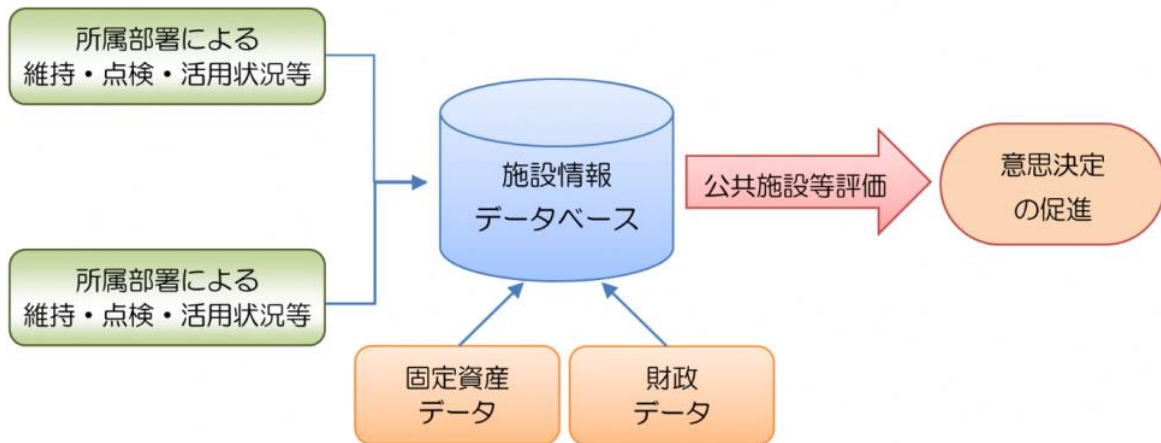 所属部署による
維持・点検・活用状況等
施設情報
データベース
公共施設等評価
意思決定
の促進
所属部署による
維持・点検・活用状況等
固定資産
データ
財政
データ